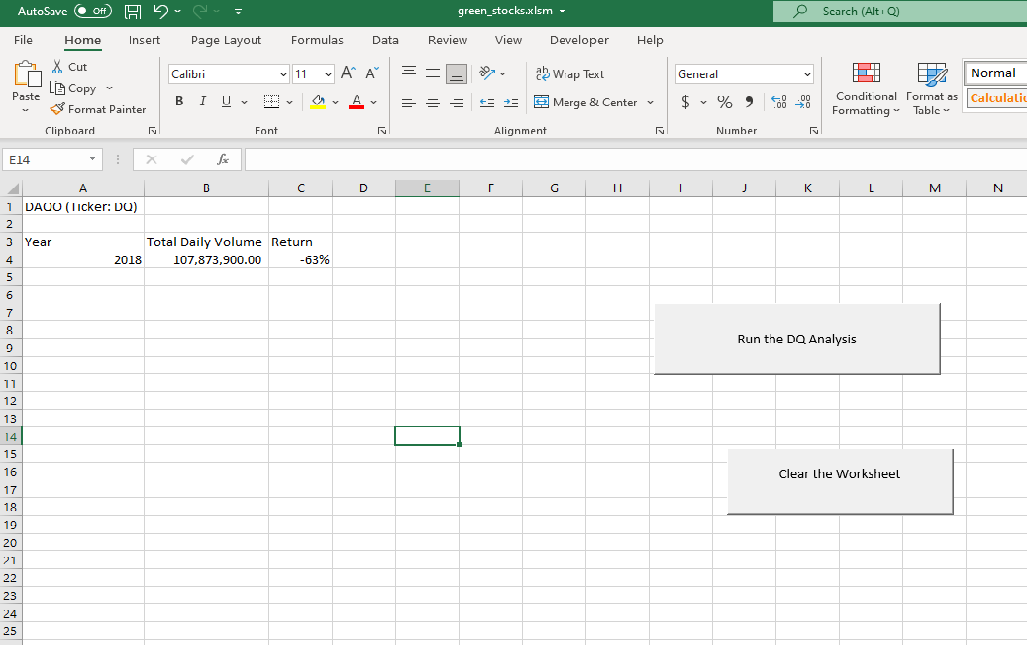 AutoSave Off green_stocks.xlsm Search (Alt+Q)
File Home Insert Page Layout Formulas Data Review View Developer Help
Paste Cut Copy Format Painter Clipboard
Calibri 11 A^ A˅ B I U A Font
ab Wrap Text Merge & Center Alignment
General $ % 9 .00 .00 Number
Conditional Formatting Format as Table Normal Calculatio
E14 fx
A B C D E F G H I J K L M N
1 DAQO (Ticker: DQ)
2
3 Year Total Daily Volume Return
4 2018 107,873,900.00 -63%
5
6
7
8
9 Run the DQ Analysis
10
11
12
13
14
15
16 Clear the Worksheet
17
18
19
20
21
22
23
24
25